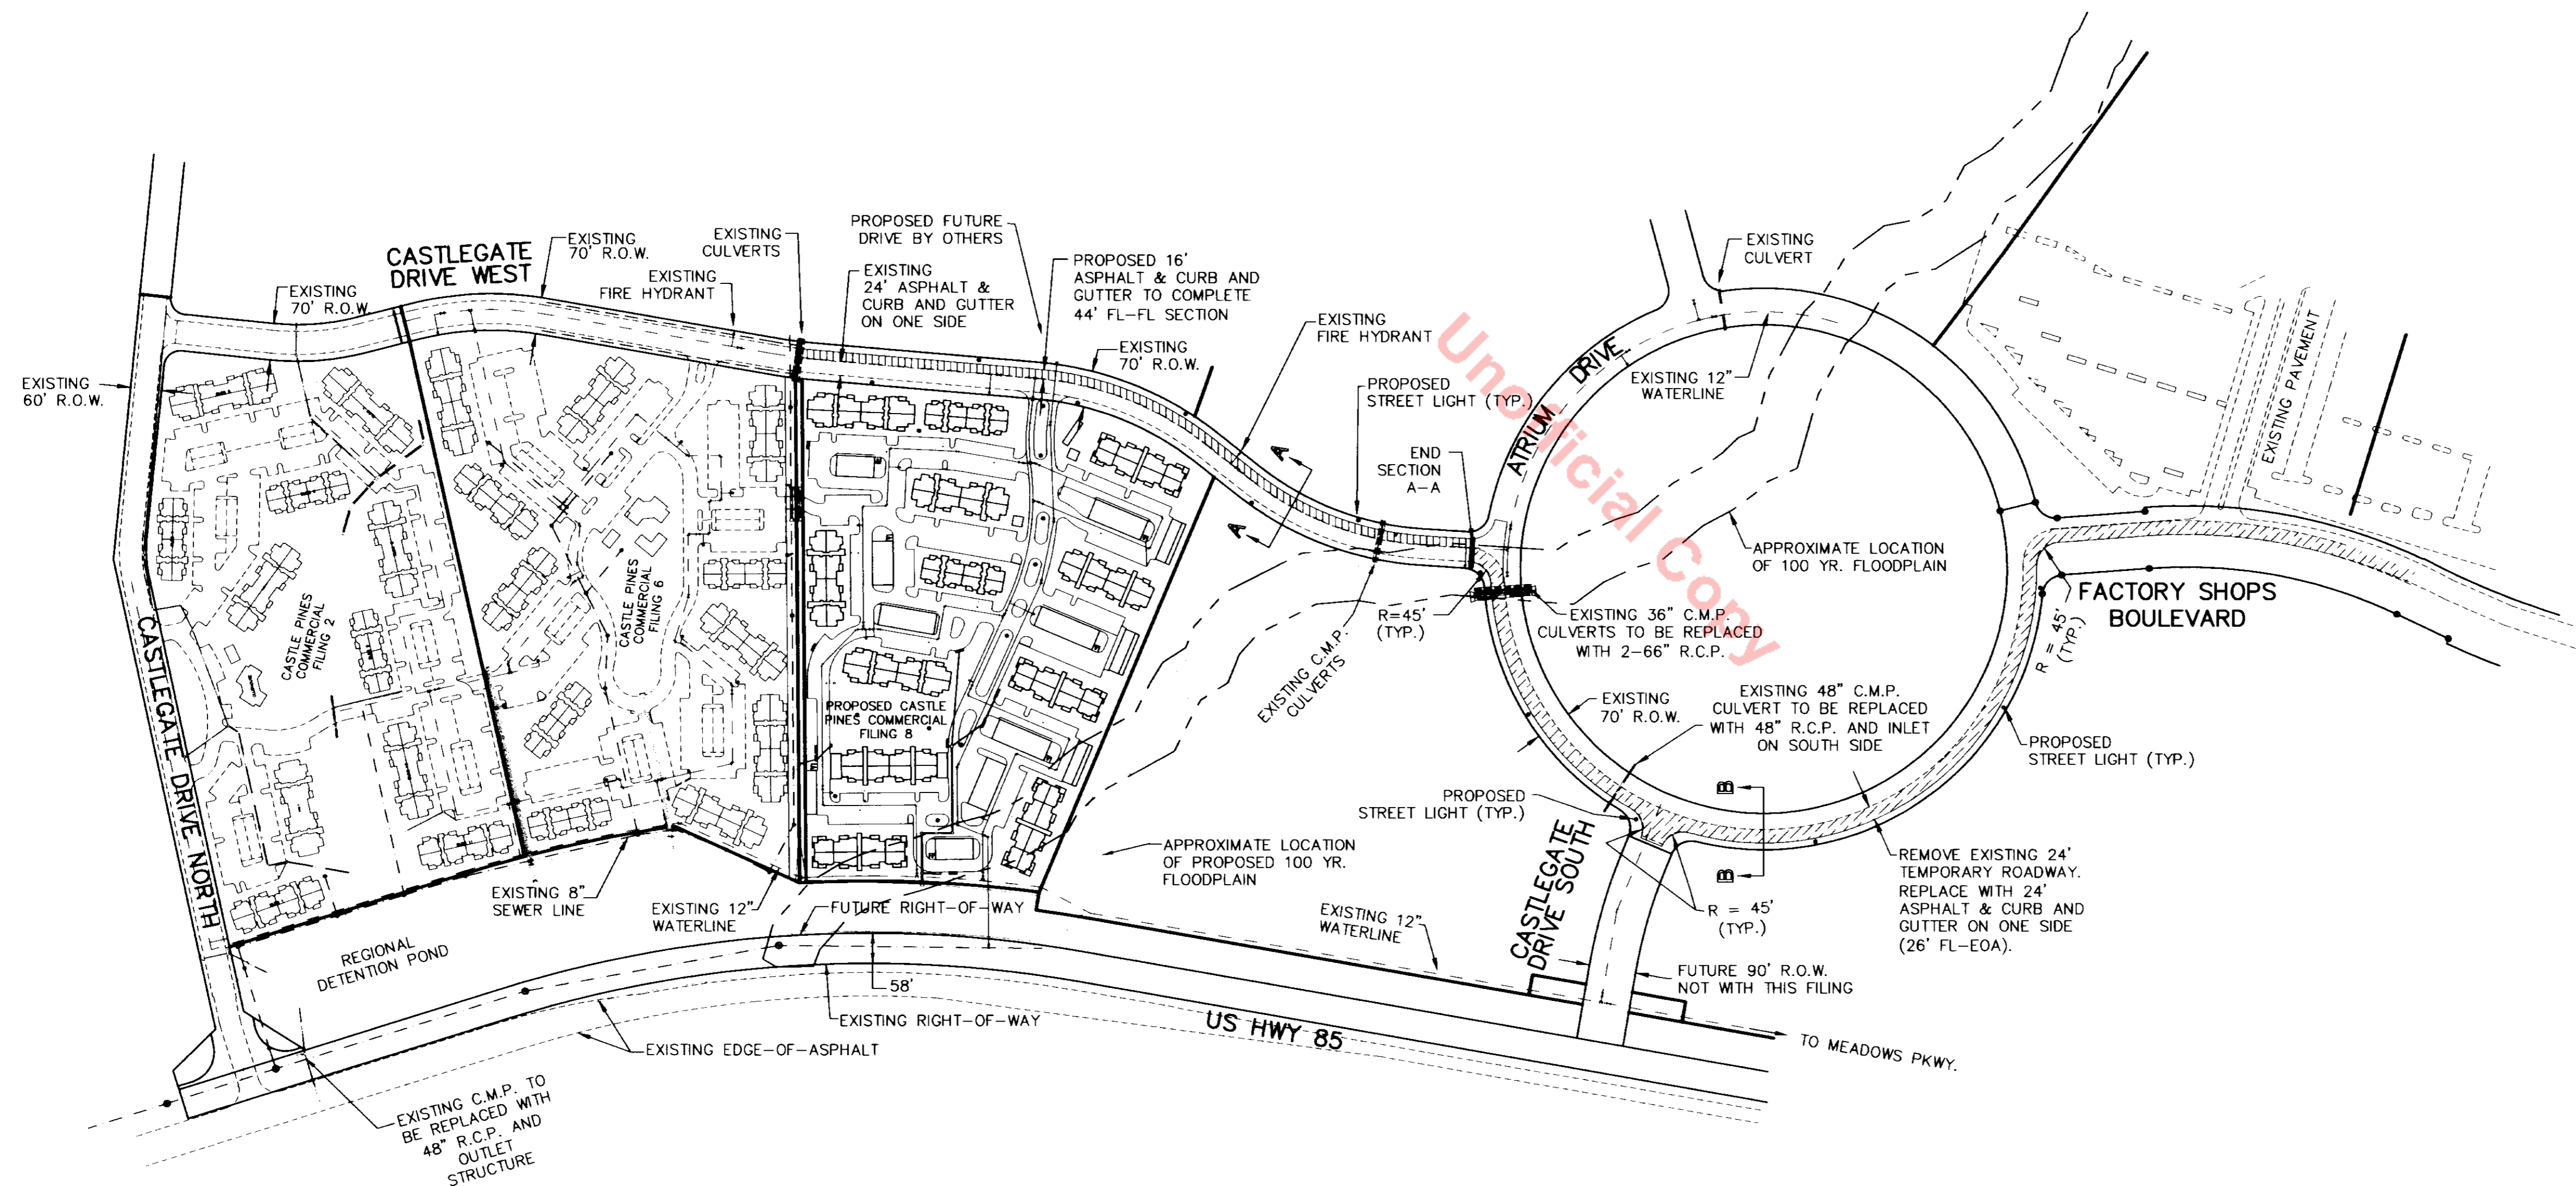 EXISTING
60' R.O.W.
EXISTING
70' R.O.W.
CASTLEGATE
DRIVE WEST
EXISTING
70' R.O.W.
EXISTING
FIRE HYDRANT
EXISTING
CULVERTS
PROPOSED FUTURE
DRIVE BY OTHERS
EXISTING
24' ASPHALT &
CURB AND GUTTER
ON ONE SIDE
PROPOSED 16'
ASPHALT & CURB AND
GUTTER TO COMPLETE
44' FL-FL SECTION
EXISTING
70' R.O.W.
EXISTING
FIRE HYDRANT
PROPOSED
STREET LIGHT (TYP.)
END
SECTION
A-A
A
A
ATRIUM DRIVE
EXISTING
CULVERT
EXISTING 12"
WATERLINE
EXISTING PAVEMENT
APPROXIMATE LOCATION
OF 100 YR. FLOODPLAIN
FACTORY SHOPS
BOULEVARD
R = 45'
(TYP.)
R=45'
(TYP.)
EXISTING 36" C.M.P.
CULVERTS TO BE REPLACED
WITH 2-66" R.C.P.
EXISTING C.M.P.
CULVERTS
EXISTING
70' R.O.W.
EXISTING 48" C.M.P.
CULVERT TO BE REPLACED
WITH 48" R.C.P. AND INLET
ON SOUTH SIDE
PROPOSED
STREET LIGHT (TYP.)
PROPOSED
STREET LIGHT (TYP.)
B
B
REMOVE EXISTING 24'
TEMPORARY ROADWAY.
REPLACE WITH 24'
ASPHALT & CURB AND
GUTTER ON ONE SIDE
(26' FL-EOA).
R = 45'
(TYP.)
CASTLEGATE
DRIVE SOUTH
FUTURE 90' R.O.W.
NOT WITH THIS FILING
TO MEADOWS PKWY.
CASTLE PINES
COMMERCIAL
FILING 2
CASTLE PINES
COMMERCIAL
FILING 6
PROPOSED CASTLE
PINES COMMERCIAL
FILING 8
CASTLEGATE DRIVE NORTH
APPROXIMATE LOCATION
OF PROPOSED 100 YR.
FLOODPLAIN
EXISTING 12"
WATERLINE
EXISTING 8"
SEWER LINE
EXISTING 12"
WATERLINE
FUTURE RIGHT-OF-WAY
REGIONAL
DETENTION POND
58'
EXISTING RIGHT-OF-WAY
US HWY 85
EXISTING EDGE-OF-ASPHALT
EXISTING C.M.P. TO
BE REPLACED WITH
48" R.C.P. AND
OUTLET
STRUCTURE
Unofficial Copy